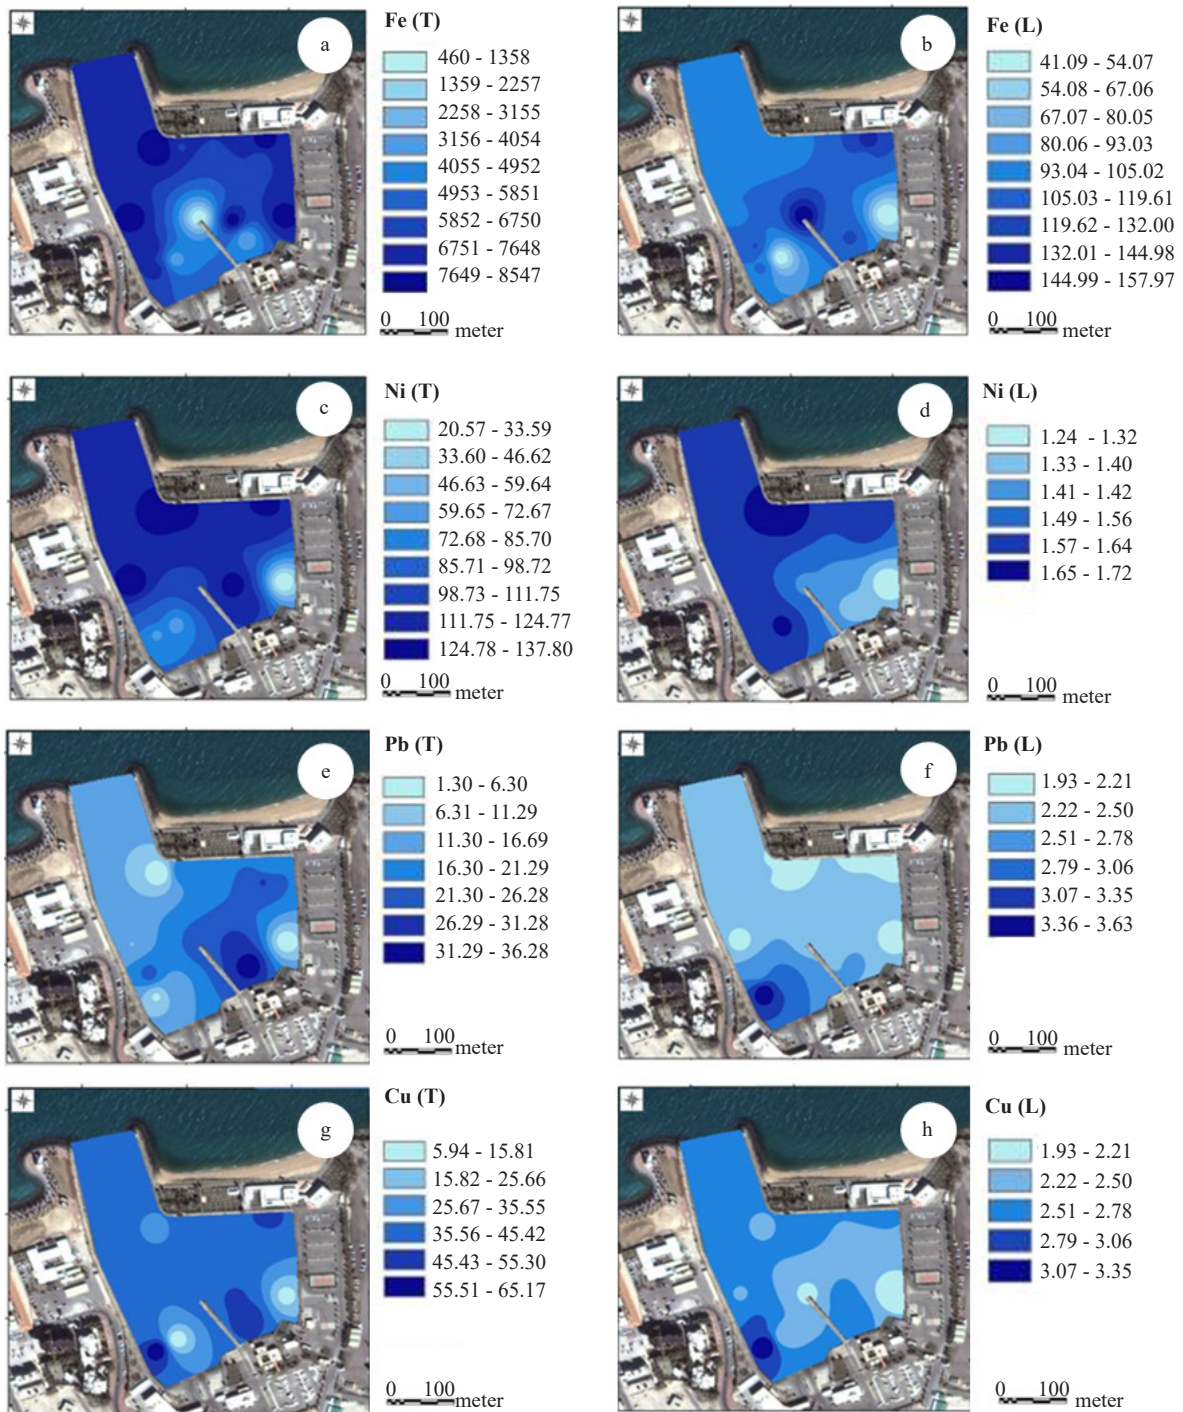 a
Fe (T)
460 - 1358
1359 - 2257
2258 - 3155
3156 - 4054
4055 - 4952
4953 - 5851
5852 - 6750
6751 - 7648
7649 - 8547
0 100 meter
b
Fe (L)
41.09 - 54.07
54.08 - 67.06
67.07 - 80.05
80.06 - 93.03
93.04 - 105.02
105.03 - 119.61
119.62 - 132.00
132.01 - 144.98
144.99 - 157.97
0 100 meter
c
Ni (T)
20.57 - 33.59
33.60 - 46.62
46.63 - 59.64
59.65 - 72.67
72.68 - 85.70
85.71 - 98.72
98.73 - 111.75
111.75 - 124.77
124.78 - 137.80
0 100 meter
d
Ni (L)
1.24 - 1.32
1.33 - 1.40
1.41 - 1.42
1.49 - 1.56
1.57 - 1.64
1.65 - 1.72
0 100 meter
e
Pb (T)
1.30 - 6.30
6.31 - 11.29
11.30 - 16.69
16.30 - 21.29
21.30 - 26.28
26.29 - 31.28
31.29 - 36.28
0 100 meter
f
Pb (L)
1.93 - 2.21
2.22 - 2.50
2.51 - 2.78
2.79 - 3.06
3.07 - 3.35
3.36 - 3.63
0 100 meter
g
Cu (T)
5.94 - 15.81
15.82 - 25.66
25.67 - 35.55
35.56 - 45.42
45.43 - 55.30
55.51 - 65.17
0 100 meter
h
Cu (L)
1.93 - 2.21
2.22 - 2.50
2.51 - 2.78
2.79 - 3.06
3.07 - 3.35
0 100 meter